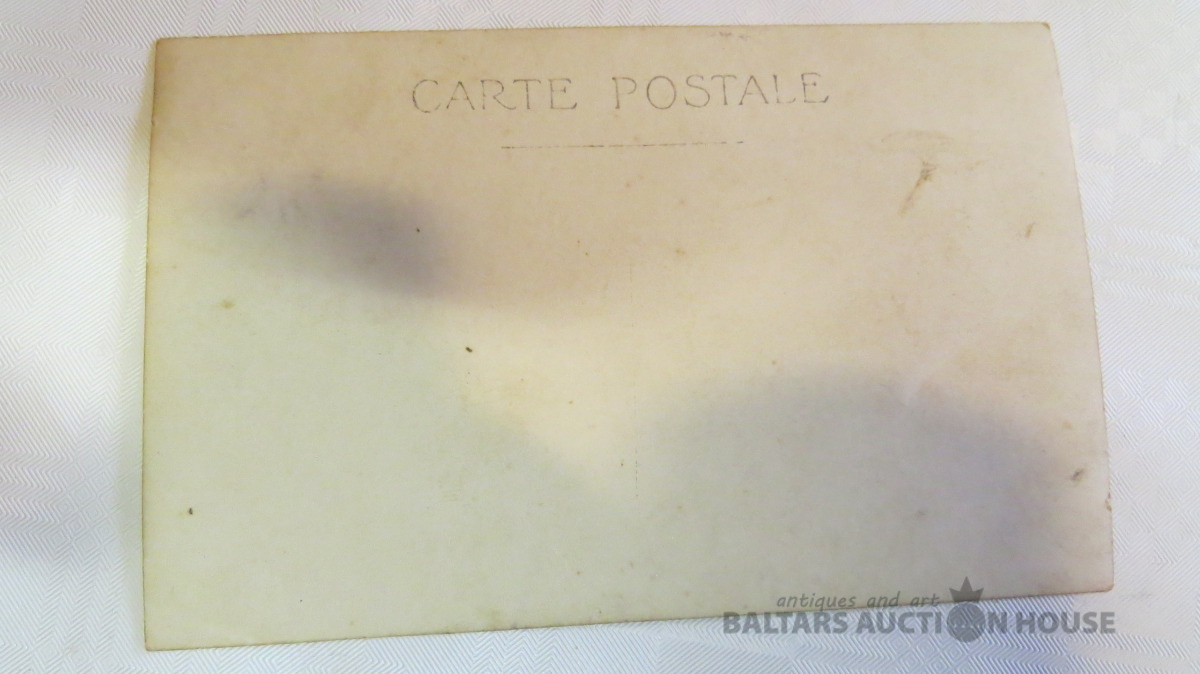 CARTE POSTALE
antiques and art
BALTARS AUCTION HOUSE